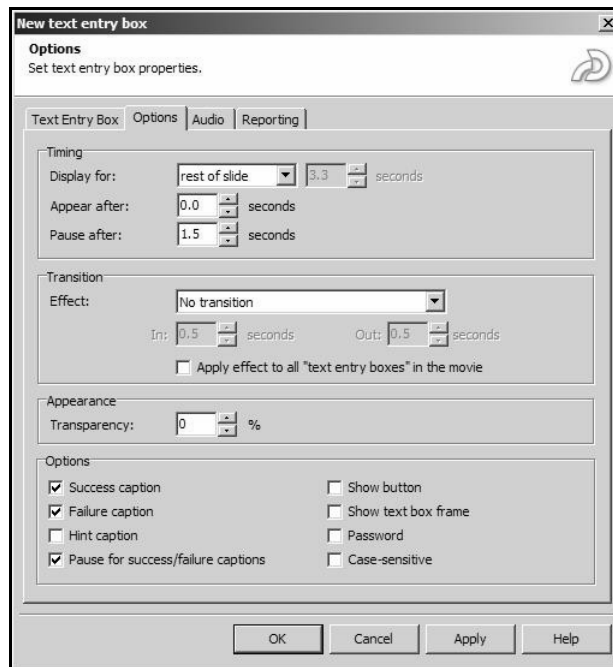 New text entry box
Options
Set text entry box properties.
Text Entry Box Options Audio Reporting
Timing
Display for: rest of slide 3.3 seconds
Appear after: 0.0 seconds
Pause after: 1.5 seconds
Transition
Effect: No transition
In: 0.5 seconds Out: 0.5 seconds
Apply effect to all "text entry boxes" in the movie
Appearance
Transparency: 0 %
Options
Success caption Show button
Failure caption Show text box frame
Hint caption Password
Pause for success/failure captions Case-sensitive
OK Cancel Apply Help